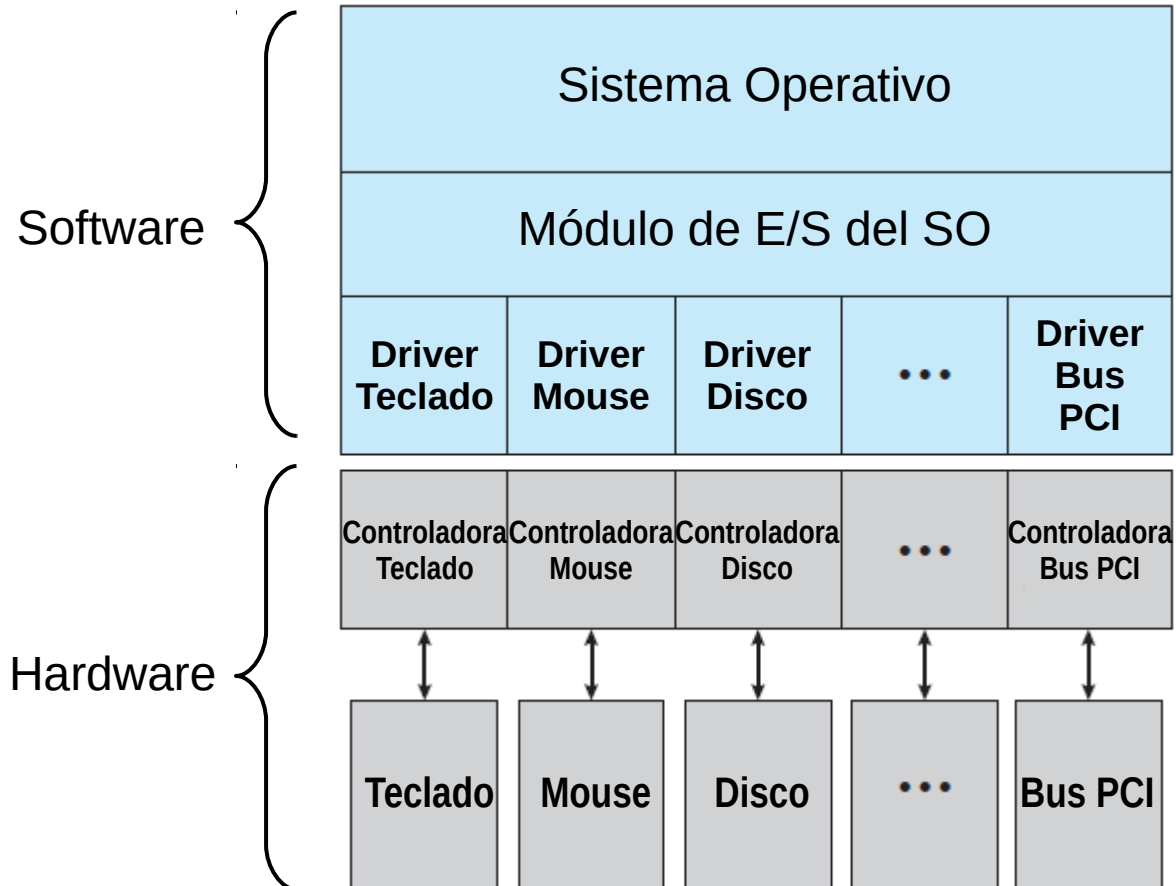 Sistema Operativo
Software
Módulo de E/S del SO
Driver
Teclado
Driver
Mouse
Driver
Disco
...
Driver
Bus
PCI
Hardware
Controladora
Teclado
Controladora
Mouse
Controladora
Disco
...
Controladora
Bus PCI
Teclado
Mouse
Disco
...
Bus PCI